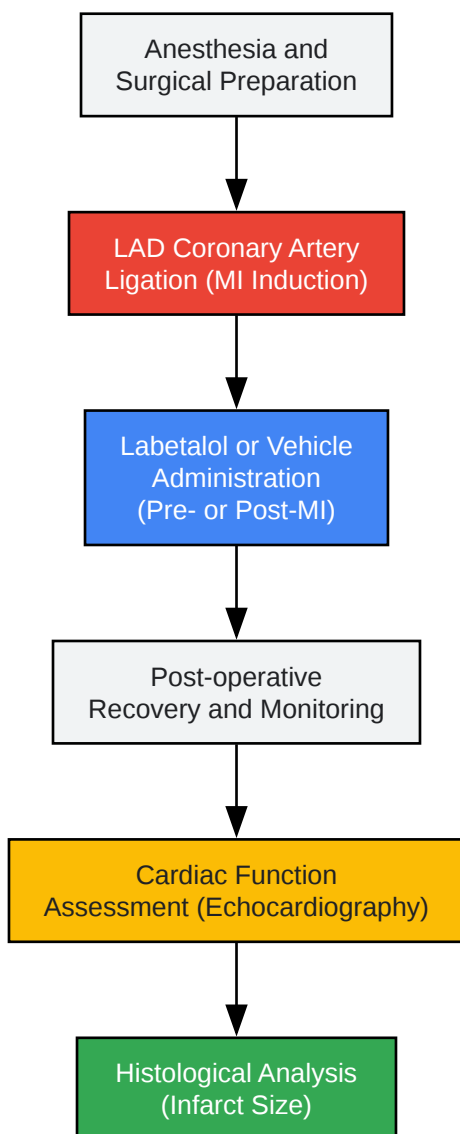 Anesthesia and
Surgical Preparation
LAD Coronary Artery
Ligation (MI Induction)
Labetalol or Vehicle
Administration
(Pre- or Post-MI)
Post-operative
Recovery and Monitoring
Cardiac Function
Assessment (Echocardiography)
Histological Analysis
(Infarct Size)